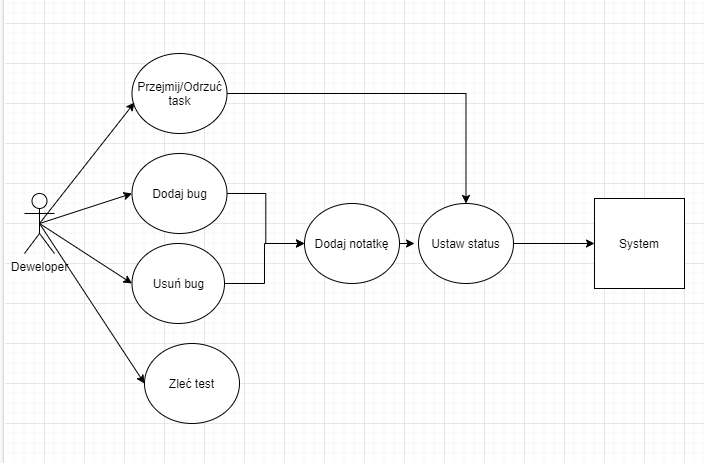 Przejmij/Odrzuć
task
Dodaj bug
Deweloper
Usuń bug
Dodaj notatkę
Ustaw status
System
Zleć test